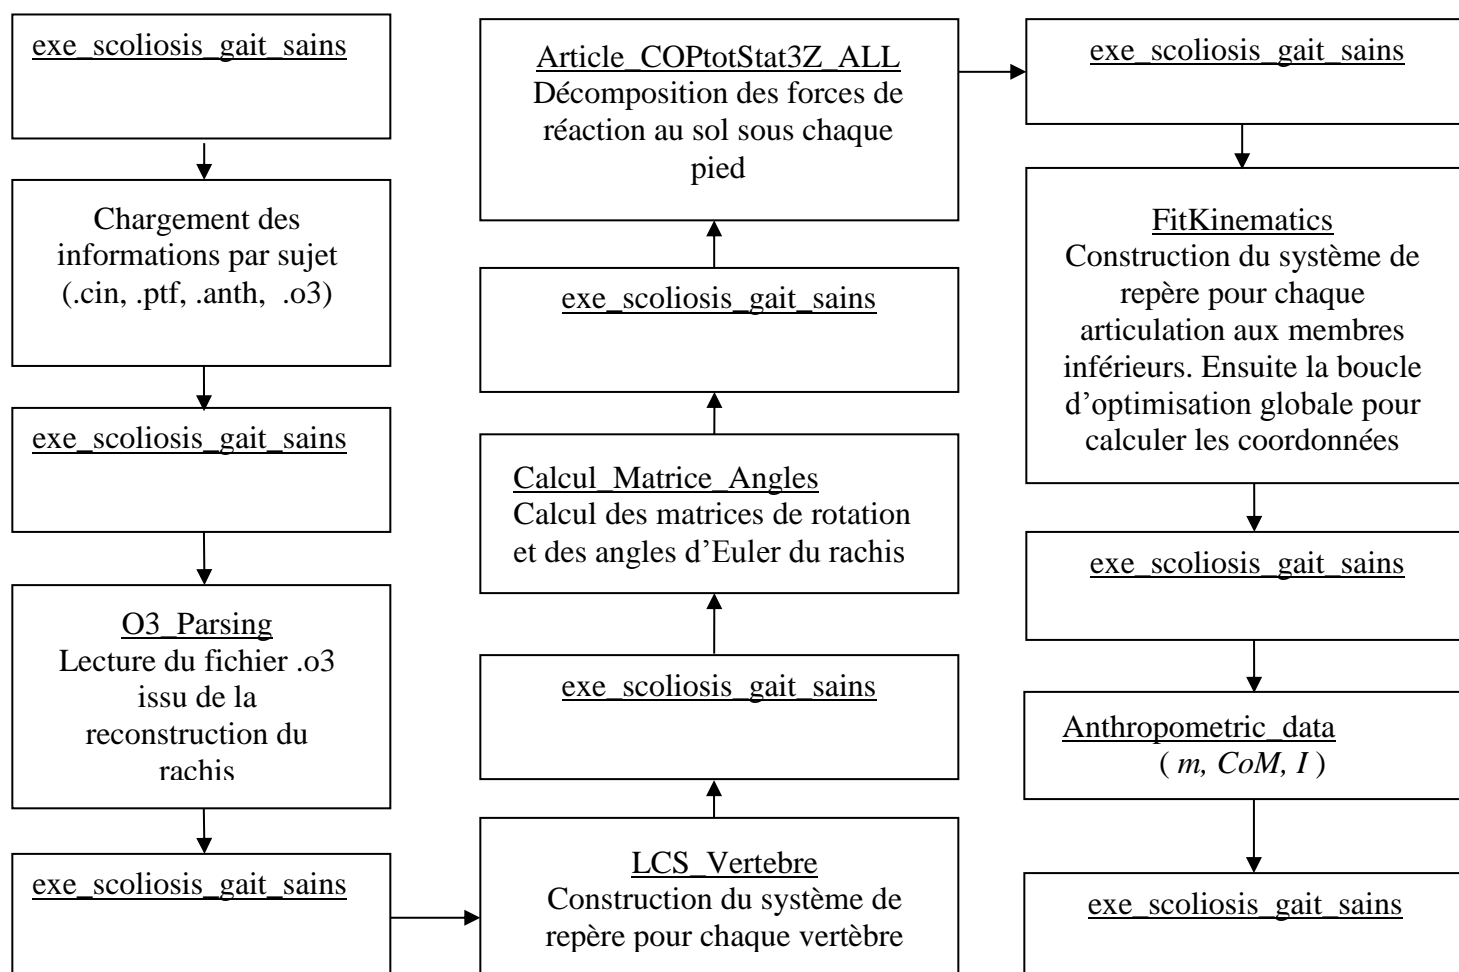 exe_scoliosis_gait_sains
Chargement des
informations par sujet
(.cin, .ptf, .anth, .o3)
exe_scoliosis_gait_sains
O3_Parsing
Lecture du fichier .o3
issu de la
reconstruction du
rachis
exe_scoliosis_gait_sains
LCS_Vertebre
Construction du système de
repère pour chaque vertèbre
exe_scoliosis_gait_sains
Calcul_Matrice_Angles
Calcul des matrices de rotation
et des angles d’Euler du rachis
exe_scoliosis_gait_sains
Article_COPtotStat3Z_ALL
Décomposition des forces de
réaction au sol sous chaque
pied
exe_scoliosis_gait_sains
FitKinematics
Construction du système de
repère pour chaque
articulation aux membres
inférieurs. Ensuite la boucle
d’optimisation globale pour
calculer les coordonnées
exe_scoliosis_gait_sains
Anthropometric_data
( m, CoM, I )
exe_scoliosis_gait_sains